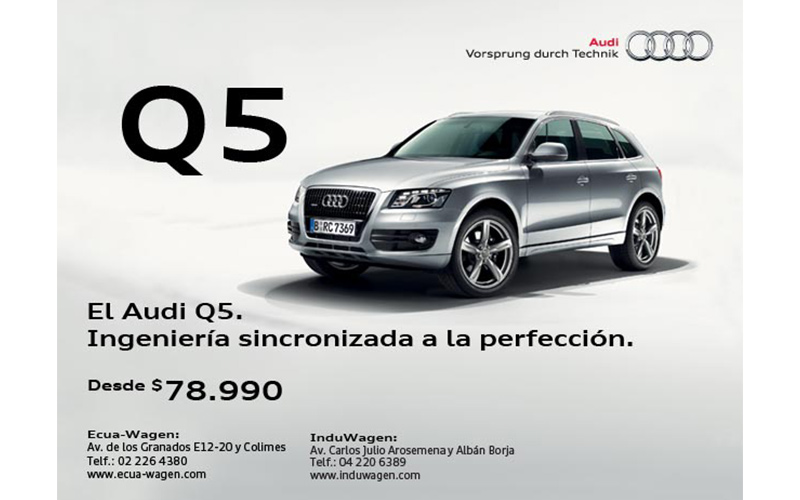 Audi
Vorsprung durch Technik
Q5
B RC 7369
El Audi Q5.
Ingeniería sincronizada a la perfección.
Desde $78.990
Ecua-Wagen:
Av. de los Granados E12-20 y Colimes
Telf.: 02 226 4380
www.ecua-wagen.com
InduWagen:
Av. Carlos Julio Arosemena y Albán Borja
Telf.: 04 220 6389
www.induwagen.com